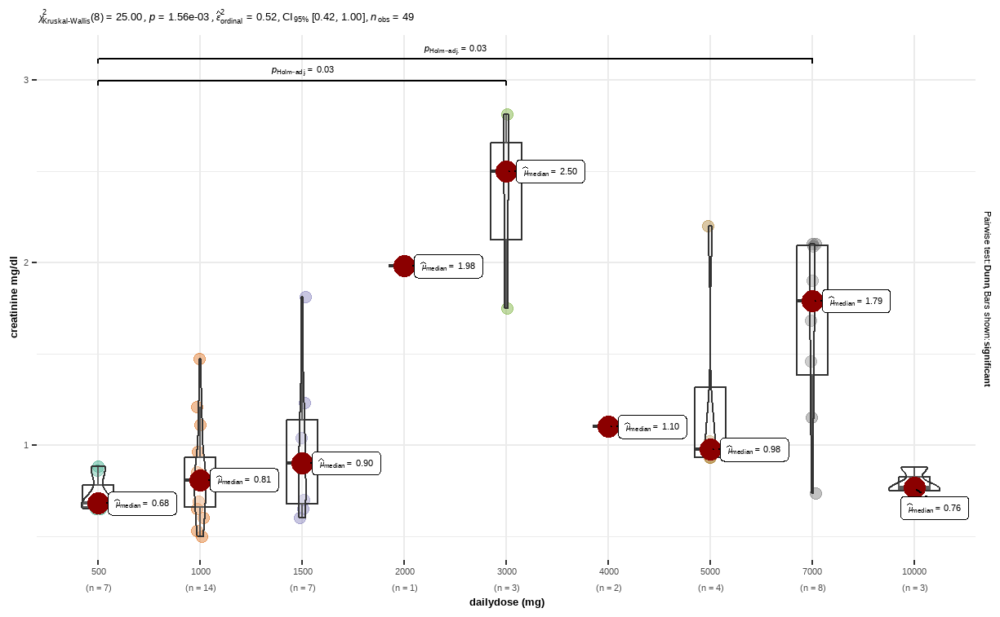 χ²Kruskal-Wallis(8) = 25.00, p = 1.56e-03, ε̂²ordinal = 0.52, CI95% [0.42, 1.00], nobs = 49
pHolm-adj. = 0.03
pHolm-adj. = 0.03
creatinine mg/dl
3
2
1
μ̂median = 0.68
μ̂median = 0.81
μ̂median = 0.90
μ̂median = 1.98
μ̂median = 2.50
μ̂median = 1.10
μ̂median = 0.98
μ̂median = 1.79
μ̂median = 0.76
Pairwise test: Dunn, Bars shown: significant
500 1000 1500 2000 3000 4000 5000 7000 10000
(n = 7) (n = 14) (n = 7) (n = 1) (n = 3) (n = 2) (n = 4) (n = 8) (n = 3)
dailydose (mg)